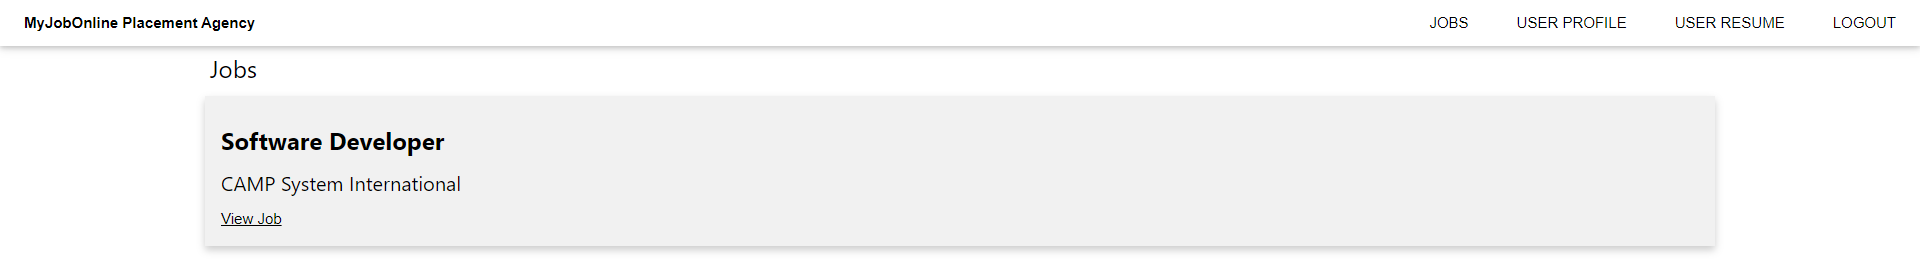 MyJobOnline Placement Agency JOBS USER PROFILE USER RESUME LOGOUT
Jobs
Software Developer
CAMP System International
View Job